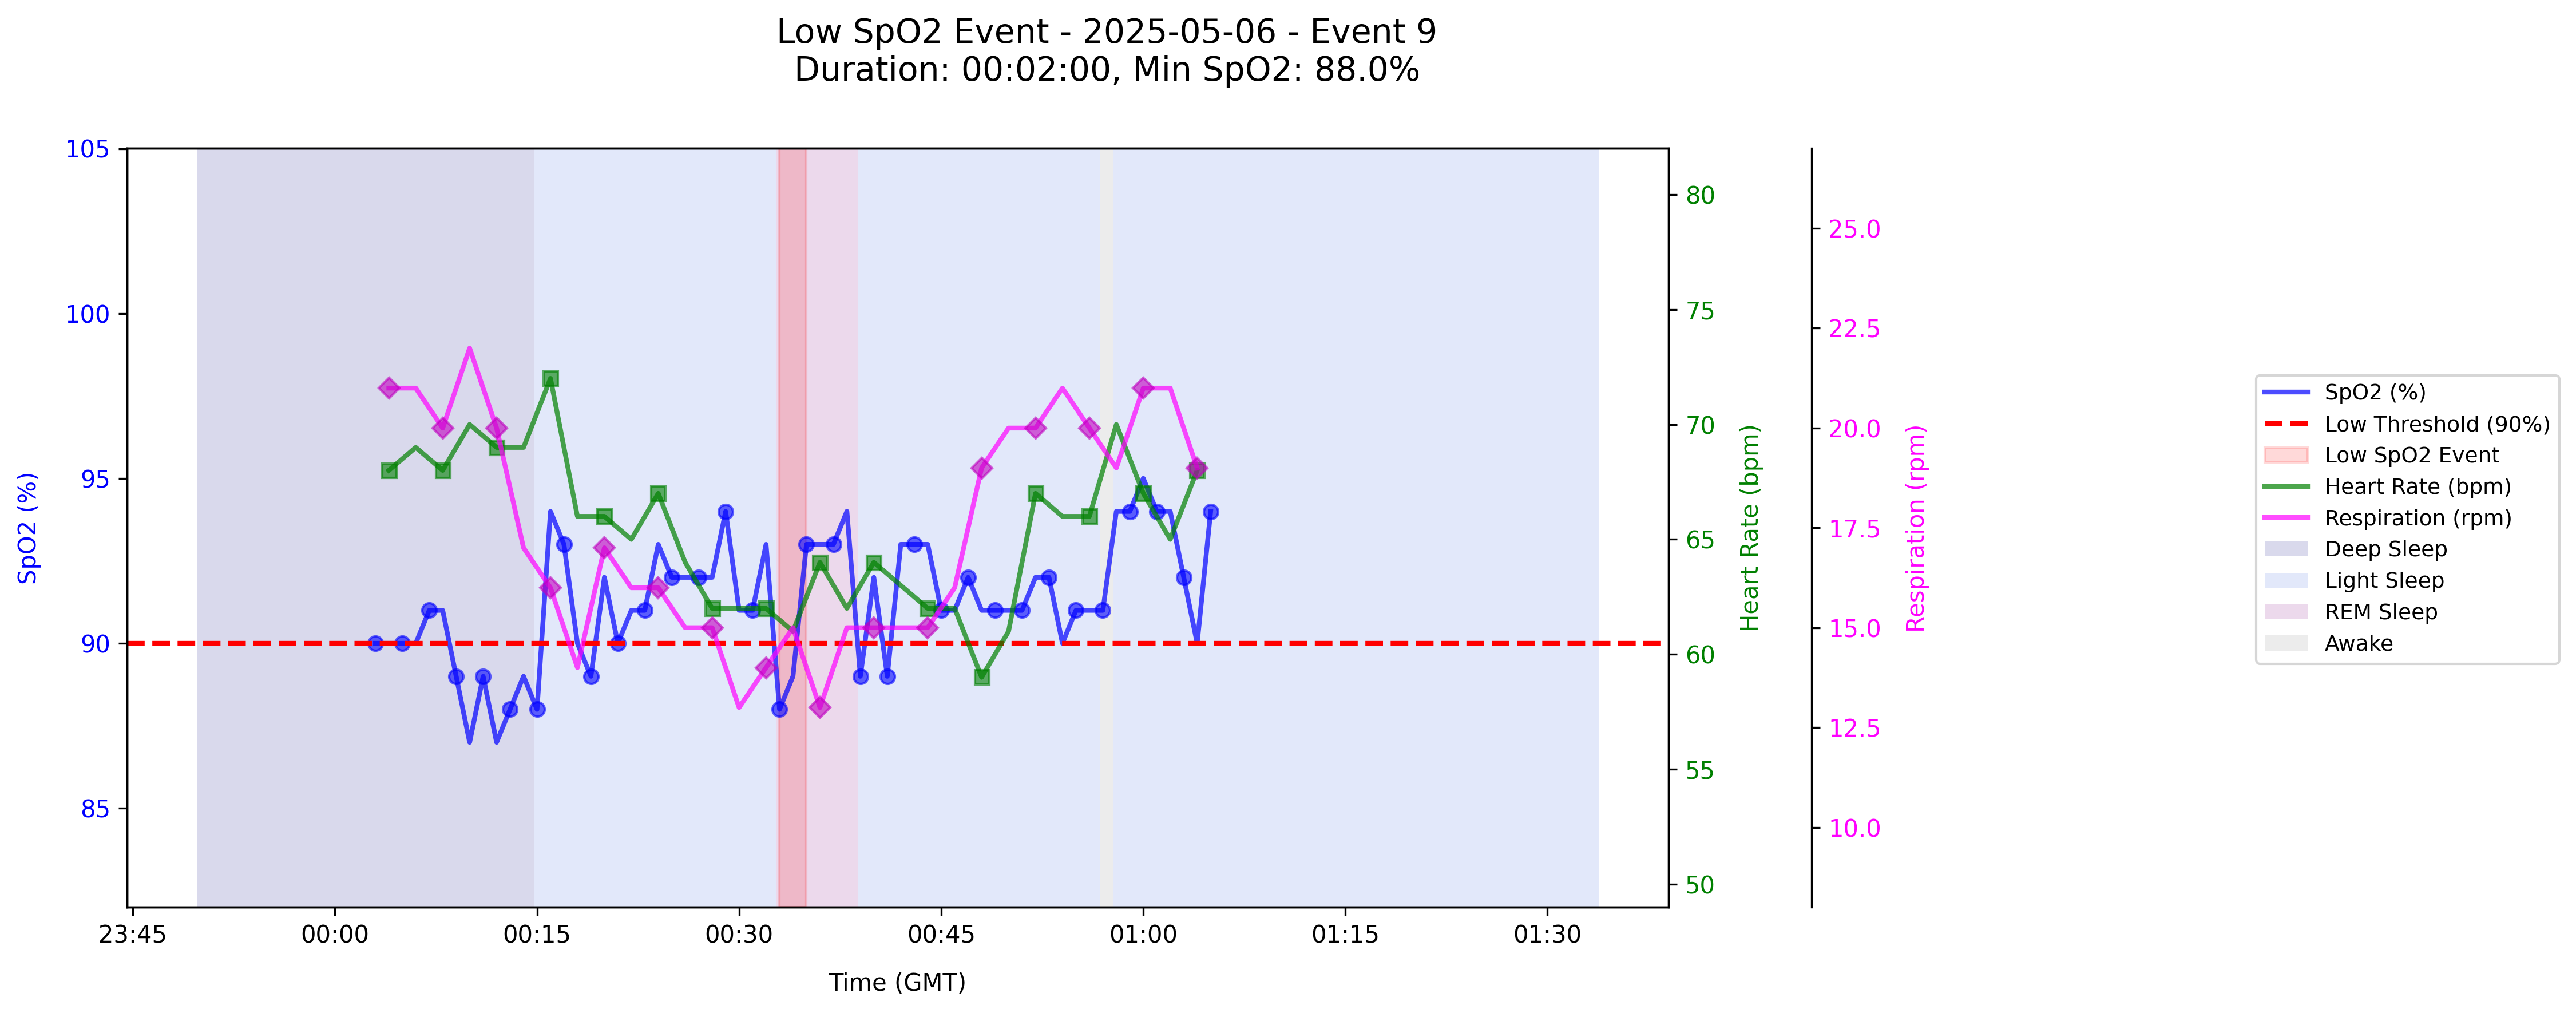 Low SpO2 Event - 2025-05-06 - Event 9
Duration: 00:02:00, Min SpO2: 88.0%
105
100
95
90
85
SpO2 (%)
23:45
00:00
00:15
00:30
00:45
01:00
01:15
01:30
Time (GMT)
80
75
70
65
60
55
50
Heart Rate (bpm)
25.0
22.5
20.0
17.5
15.0
12.5
10.0
Respiration (rpm)
SpO2 (%)
Low Threshold (90%)
Low SpO2 Event
Heart Rate (bpm)
Respiration (rpm)
Deep Sleep
Light Sleep
REM Sleep
Awake